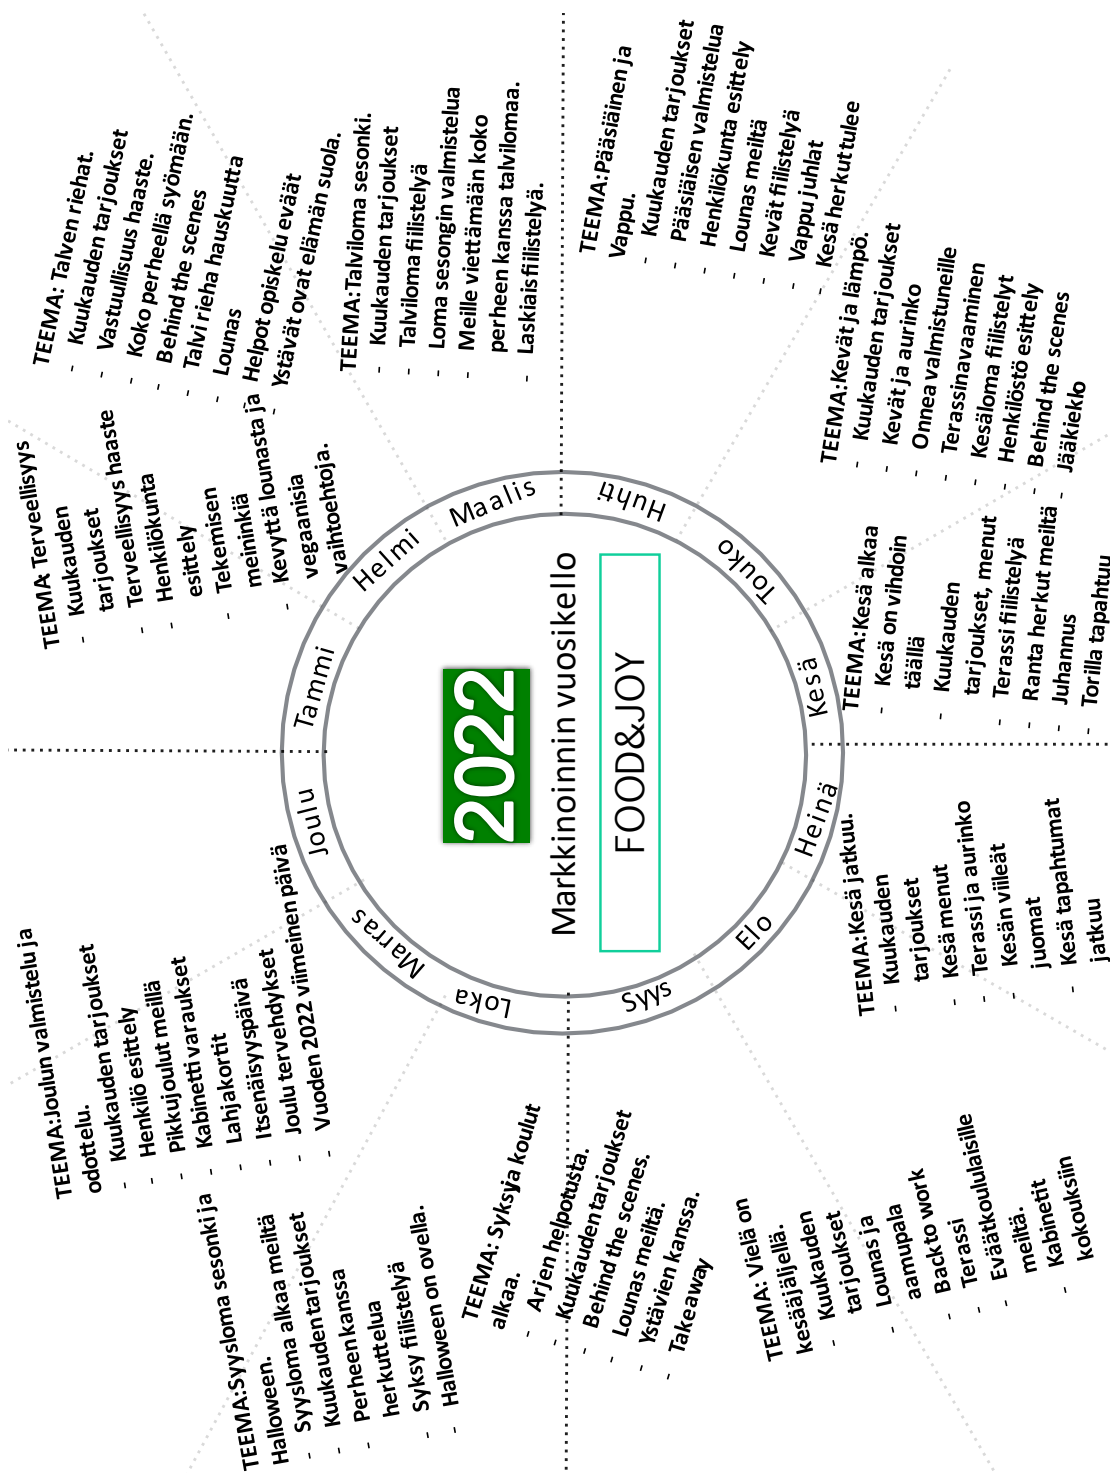 2022
Markkinoinnin vuosikello
FOOD&JOY
Tammi
Helmi
Maalis
Huhti
Touko
Kesä
Heinä
Elo
Syys
Loka
Marras
Joulu
TEEMA Terveellisyys
- Kuukauden
tarjoukset
- Terveellisyys haaste
- Henkilökunta
esittely
- Tekemisen
meininkiä
- Kevyttä lounasta ja
vegaanisia
vaihtoehtoja.
TEEMA: Talven riehat.
- Kuukauden tarjoukset
- Vastuullisuus haaste.
- Koko perheellä syömään.
- Behind the scenes
- Talvi rieha hauskuutta
- Lounas
- Helpot opiskelu eväät
- Ystävät ovat elämän suola.
TEEMA:Talviloma sesonki.
- Kuukauden tarjoukset
- Talviloma fiilistelyä
- Loma sesongin valmistelua
- Meille viettämään koko
perheen kanssa talvilomaa.
- Laskiaisfiilistelyä.
TEEMA:Pääsiäinen ja
Vappu.
- Kuukauden tarjoukset
- Pääsiäisen valmistelua
- Henkilökunta esittely
- Lounas meiltä
- Kevät fiilistelyä
- Vappu juhlat
- Kesä herkut tulee
TEEMA:Kevät ja lämpö.
- Kuukauden tarjoukset
- Kevät ja aurinko
- Onnea valmistuneille
- Terassinavaaminen
- Kesäloma fiilistelyt
- Henkilöstö esittely
- Behind the scenes
- Jääkiekko
TEEMA:Kesä alkaa
- Kesä on vihdoin
täällä
- Kuukauden
tarjoukset, menut
- Terassi fiilistelyä
- Ranta herkut meiltä
- Juhannus
- Torilla tapahtuu
TEEMA:Kesä jatkuu.
- Kuukauden
tarjoukset
- Kesä menut
- Terassi ja aurinko
- Kesän viileät
juomat
- Kesä tapahtumat
jatkuu
TEEMA: Vielä on
kesääjäljellä.
- Kuukauden
tarjoukset
- Lounas ja
aamupala
- Back to work
- Terassi
- Eväätkoululaisille
meiltä.
- Kabinetit
kokouksiin
TEEMA: Syksyja koulut
alkaa.
- Arjen helpotusta.
- Kuukauden tarjoukset
- Behind the scenes.
- Lounas meiltä.
- Ystävien kanssa.
- Takeaway
TEEMA:Syysloma sesonki ja
Halloween.
- Syysloma alkaa meiltä
- Kuukauden tarjoukset
- Perheen kanssa
herkuttelua
- Syksy fiilistelyä
- Halloween on ovella.
TEEMA:Joulun valmistelu ja
odottelu.
- Kuukauden tarjoukset
- Henkilö esittely
- Pikkujoulut meillä
- Kabinetti varaukset
- Lahjakortit
- Itsenäisyyspäivä
- Joulu tervehdykset
- Vuoden 2022 viimeinen päivä